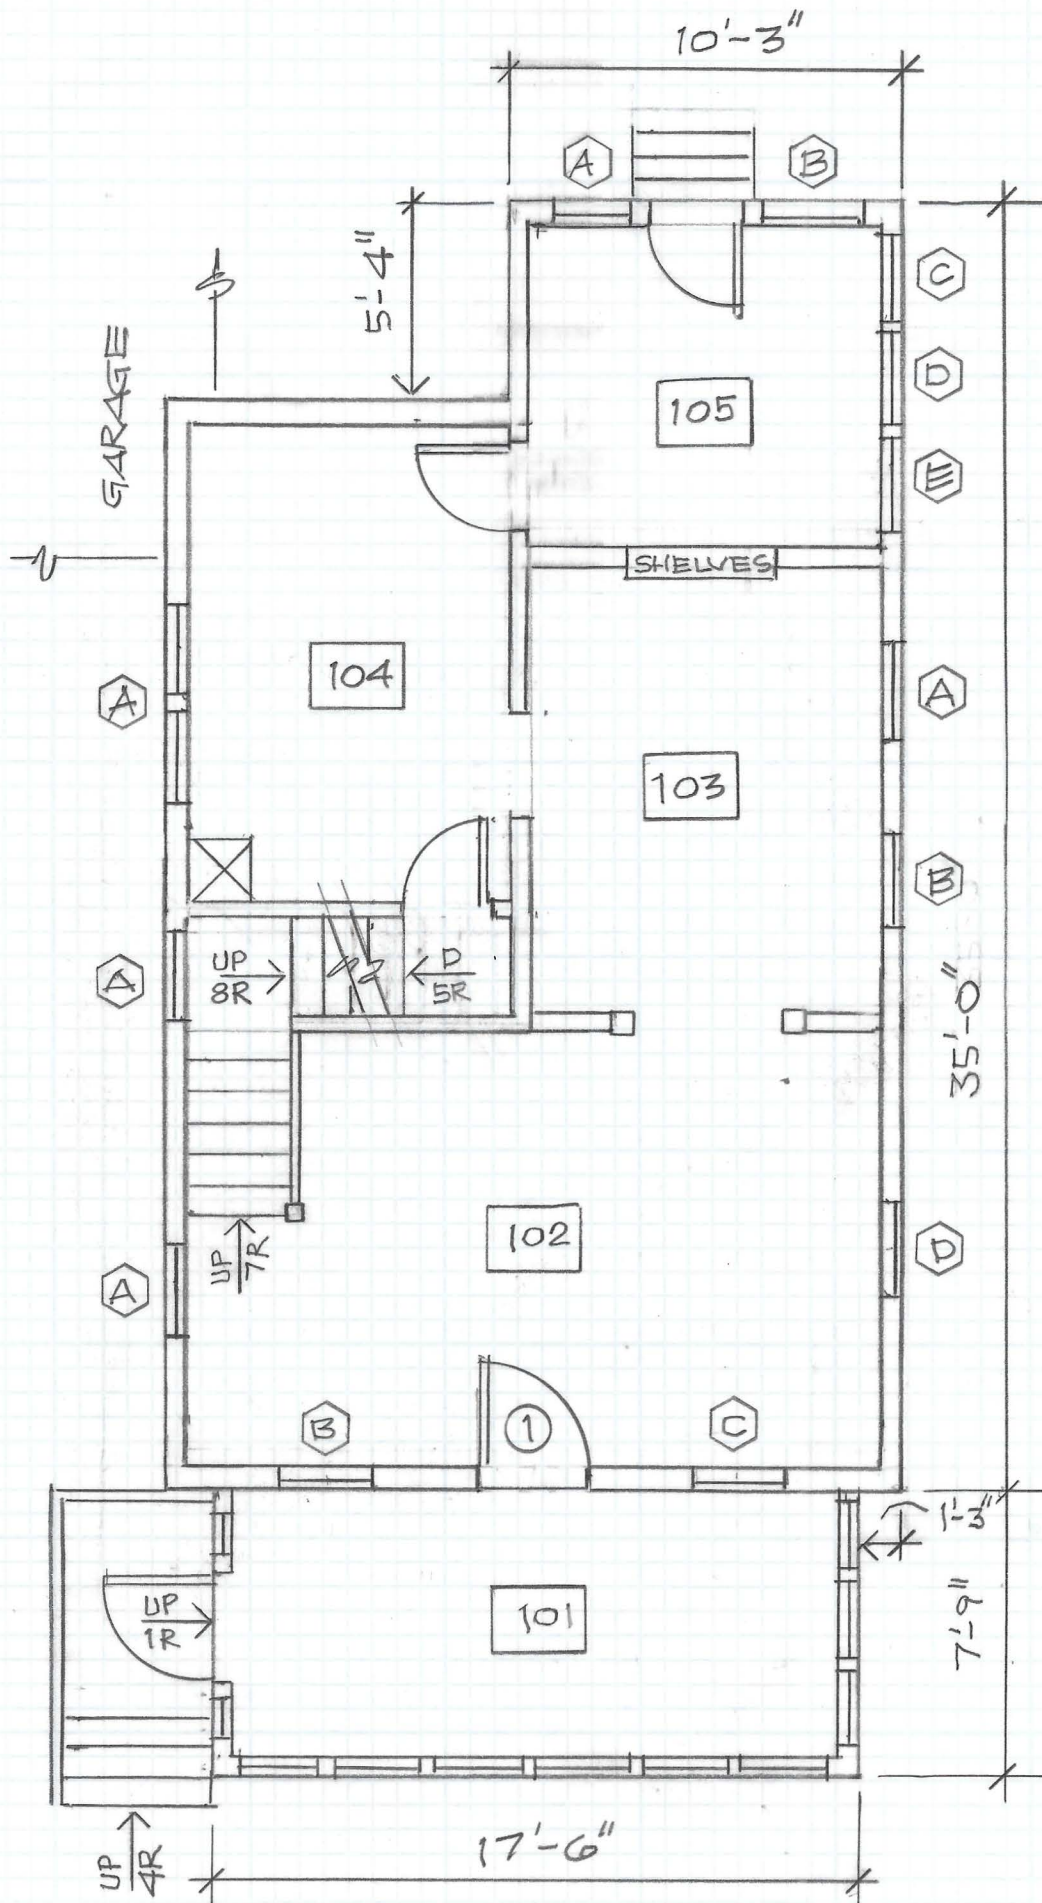 10'-3"
A
B
5'-4"
C
GARAGE
D
105
E
SHELVES
104
A
A
103
B
A
UP
8R
D
5R
35'-0"
102
UP
7R
D
A
B
1
C
1'-3"
UP
1R
101
7'-9"
17'-6"
UP
4R